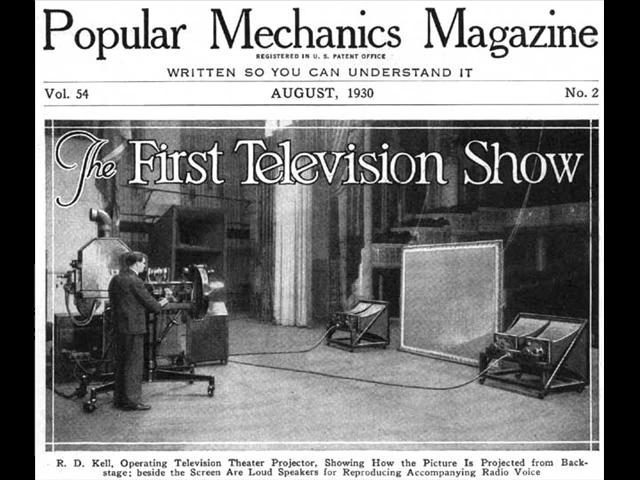 Popular Mechanics Magazine
REGISTERED IN U. S. PATENT OFFICE
WRITTEN SO YOU CAN UNDERSTAND IT
Vol. 54 AUGUST, 1930 No. 2
The First Television Show
R. D. Kell, Operating Television Theater Projector, Showing How the Picture Is Projected from Back-
stage; beside the Screen Are Loud Speakers for Reproducing Accompanying Radio Voice